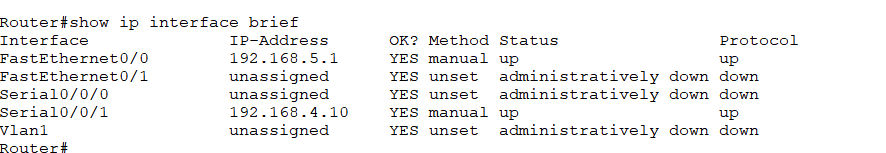 Router#show ip interface brief
Interface              IP-Address      OK? Method Status                Protocol
FastEthernet0/0        192.168.5.1     YES manual up                    up
FastEthernet0/1        unassigned      YES unset  administratively down down
Serial0/0/0            unassigned      YES unset  administratively down down
Serial0/0/1            192.168.4.10    YES manual up                    up
Vlan1                  unassigned      YES unset  administratively down down
Router#